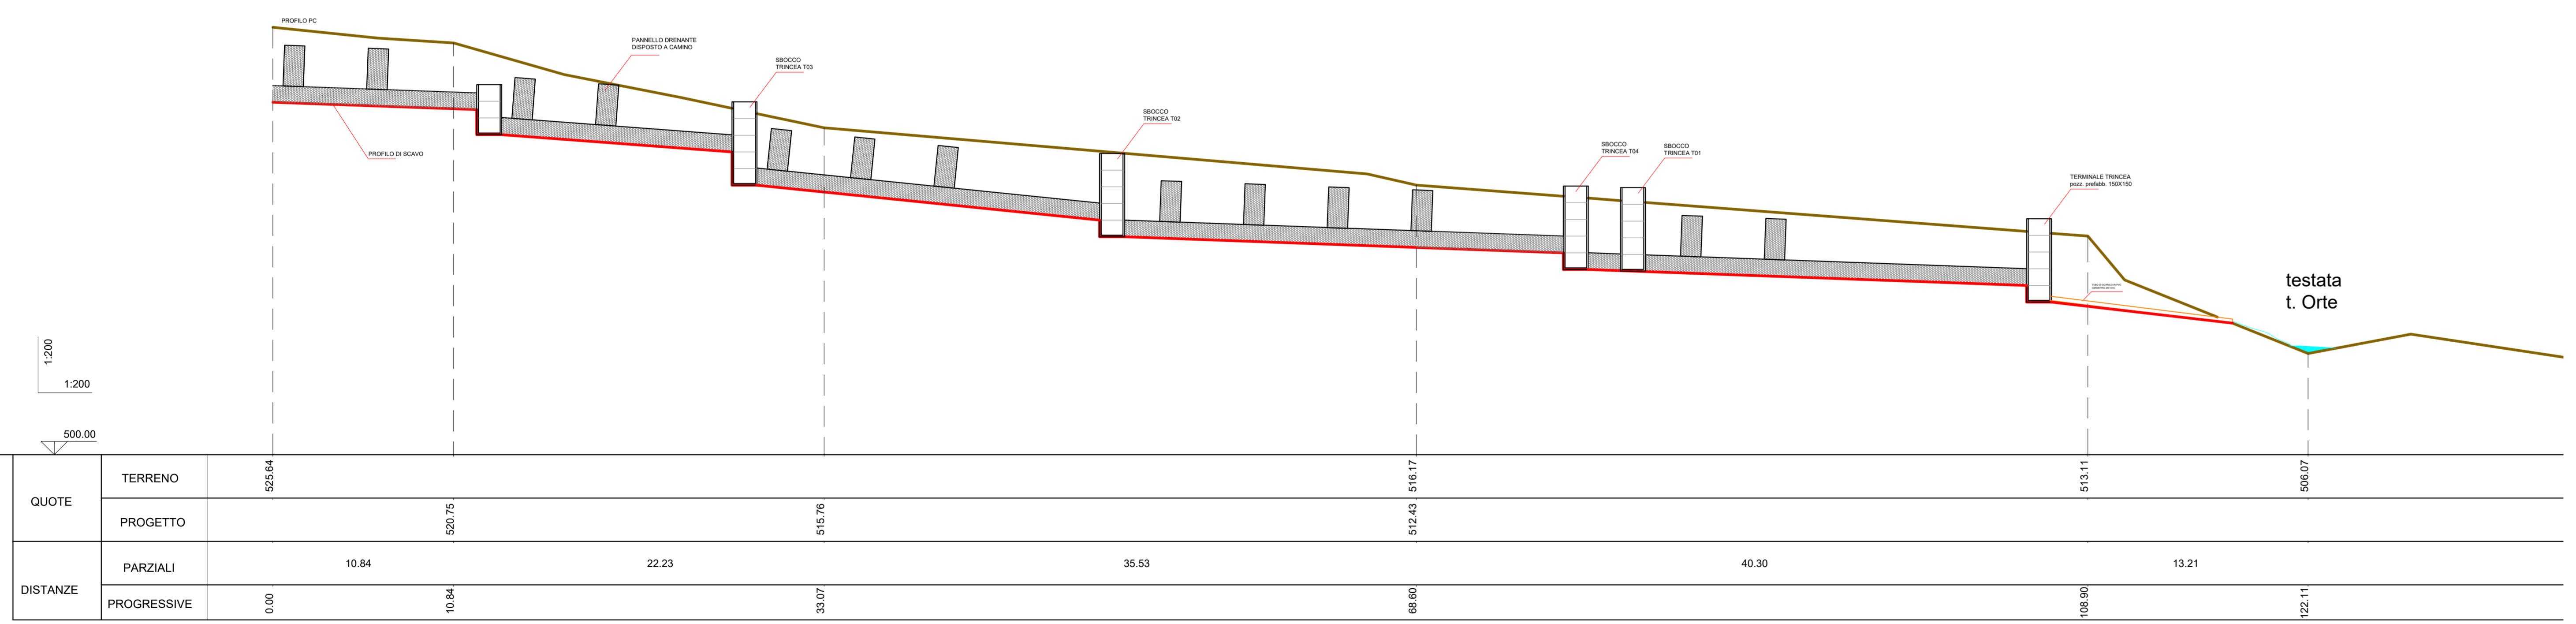 PROFILO PC
PANNELLO DRENANTE
DISPOSTO A CAMINO
SBOCCO
TRINCEA T03
SBOCCO
TRINCEA T02
SBOCCO
TRINCEA T04
SBOCCO
TRINCEA T01
PROFILO DI SCAVO
TERMINALE TRINCEA
pozz. prefabb. 150X150
testata
t. Orte
1:200
1:200
500.00
QUOTE
TERRENO
525.64
516.17
513.11
506.07
PROGETTO
520.75
515.76
512.43
DISTANZE
PARZIALI
10.84
22.23
35.53
40.30
13.21
PROGRESSIVE
0.00
10.84
33.07
68.60
108.90
122.11